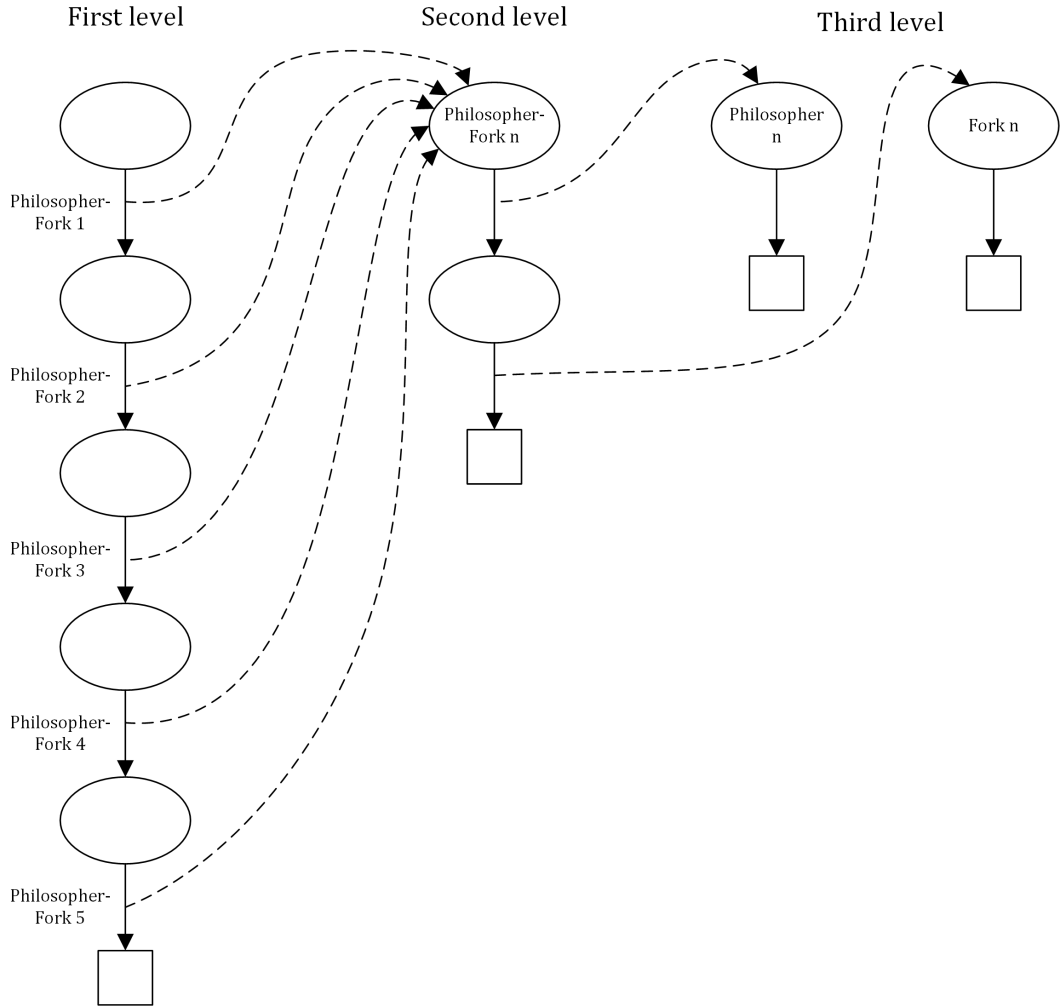 First level
Second level
Third level
Philosopher-
Fork n
Philosopher
n
Fork n
Philosopher-
Fork 1
Philosopher-
Fork 2
Philosopher-
Fork 3
Philosopher-
Fork 4
Philosopher-
Fork 5